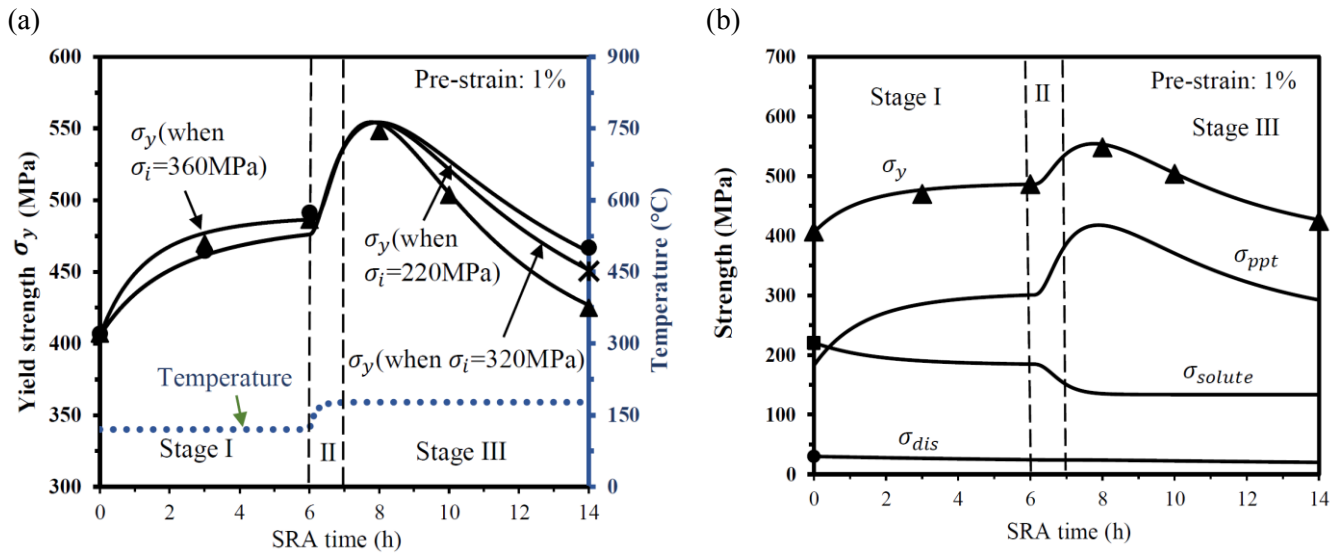 (a)
600
550
500
450
400
350
300
Yield strength σy (MPa)
900
750
600
450
300
150
0
Temperature (°C)
Pre-strain: 1%
II
σy(when
σi=360MPa)
σy(when
σi=220MPa)
σy(when σi=320MPa)
Temperature
Stage I
II
Stage III
0 2 4 6 8 10 12 14
SRA time (h)
(b)
700
600
500
400
300
200
100
0
Strength (MPa)
Stage I
II
Pre-strain: 1%
Stage III
σy
σppt
σsolute
σdis
0 2 4 6 8 10 12 14
SRA time (h)